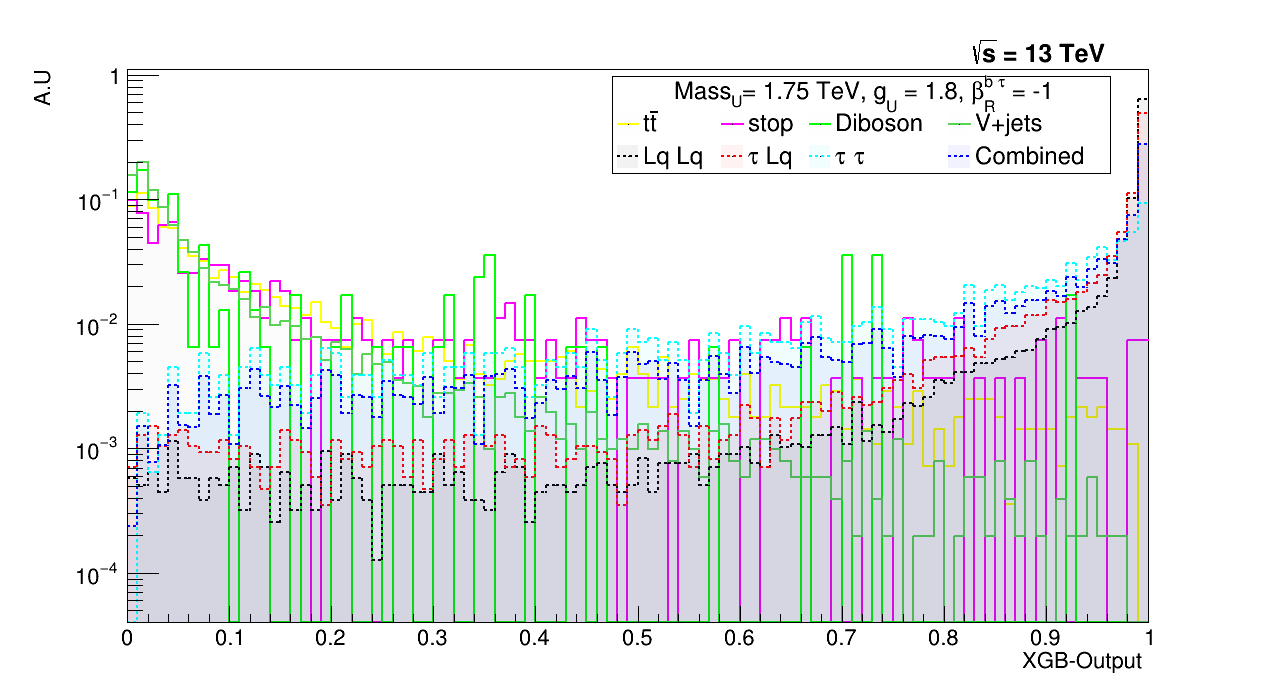 √s = 13 TeV
A.U
Mass_U= 1.75 TeV, g_U = 1.8, β_R^{b τ} = -1
tt̄ stop Diboson V+jets
Lq Lq τ Lq τ τ Combined
1
10⁻¹
10⁻²
10⁻³
10⁻⁴
0 0.1 0.2 0.3 0.4 0.5 0.6 0.7 0.8 0.9 1
XGB-Output